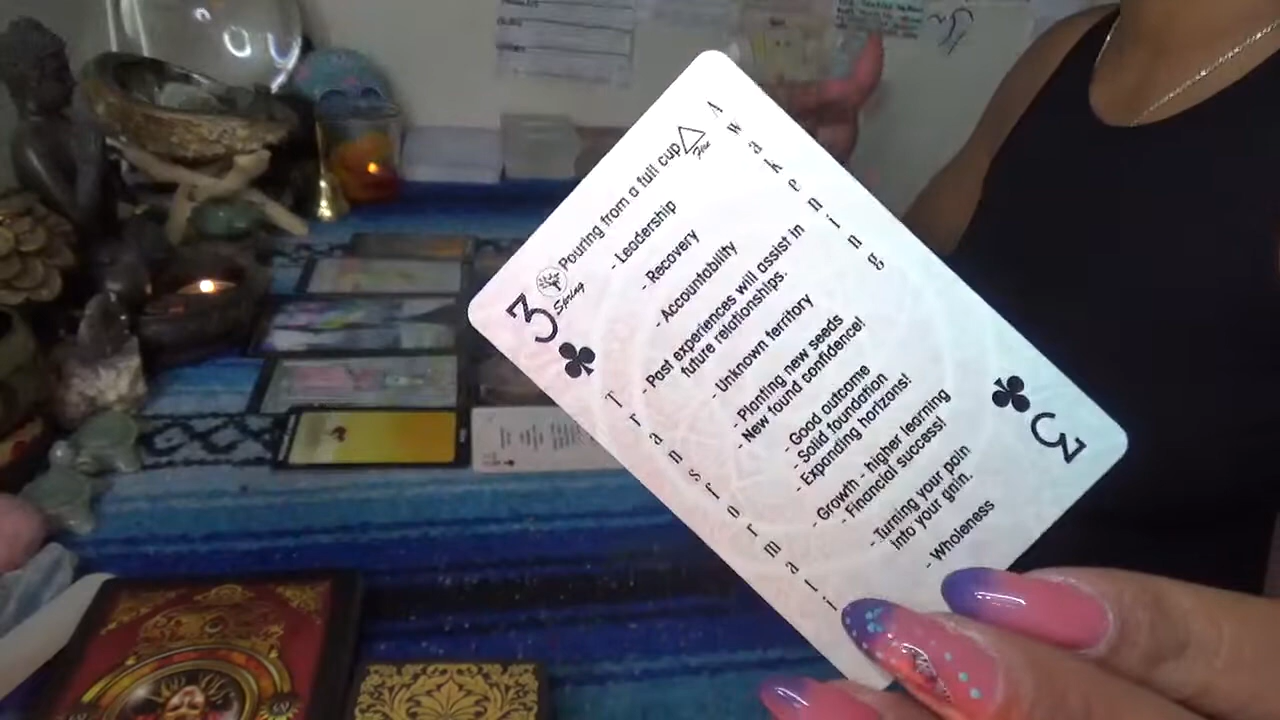 3
Spring
Pouring from a full cup
Fire
Awakening
- Leadership
- Recovery
- Accountability
- Past experiences will assist in
future relationships.
- Unknown territory
- Planting new seeds
- New found confidence!
- Good outcome
- Solid foundation
- Expanding horizons!
- Growth - higher learning
- Financial success!
- Turning your pain
into your gain.
- Wholeness
Transformati
3